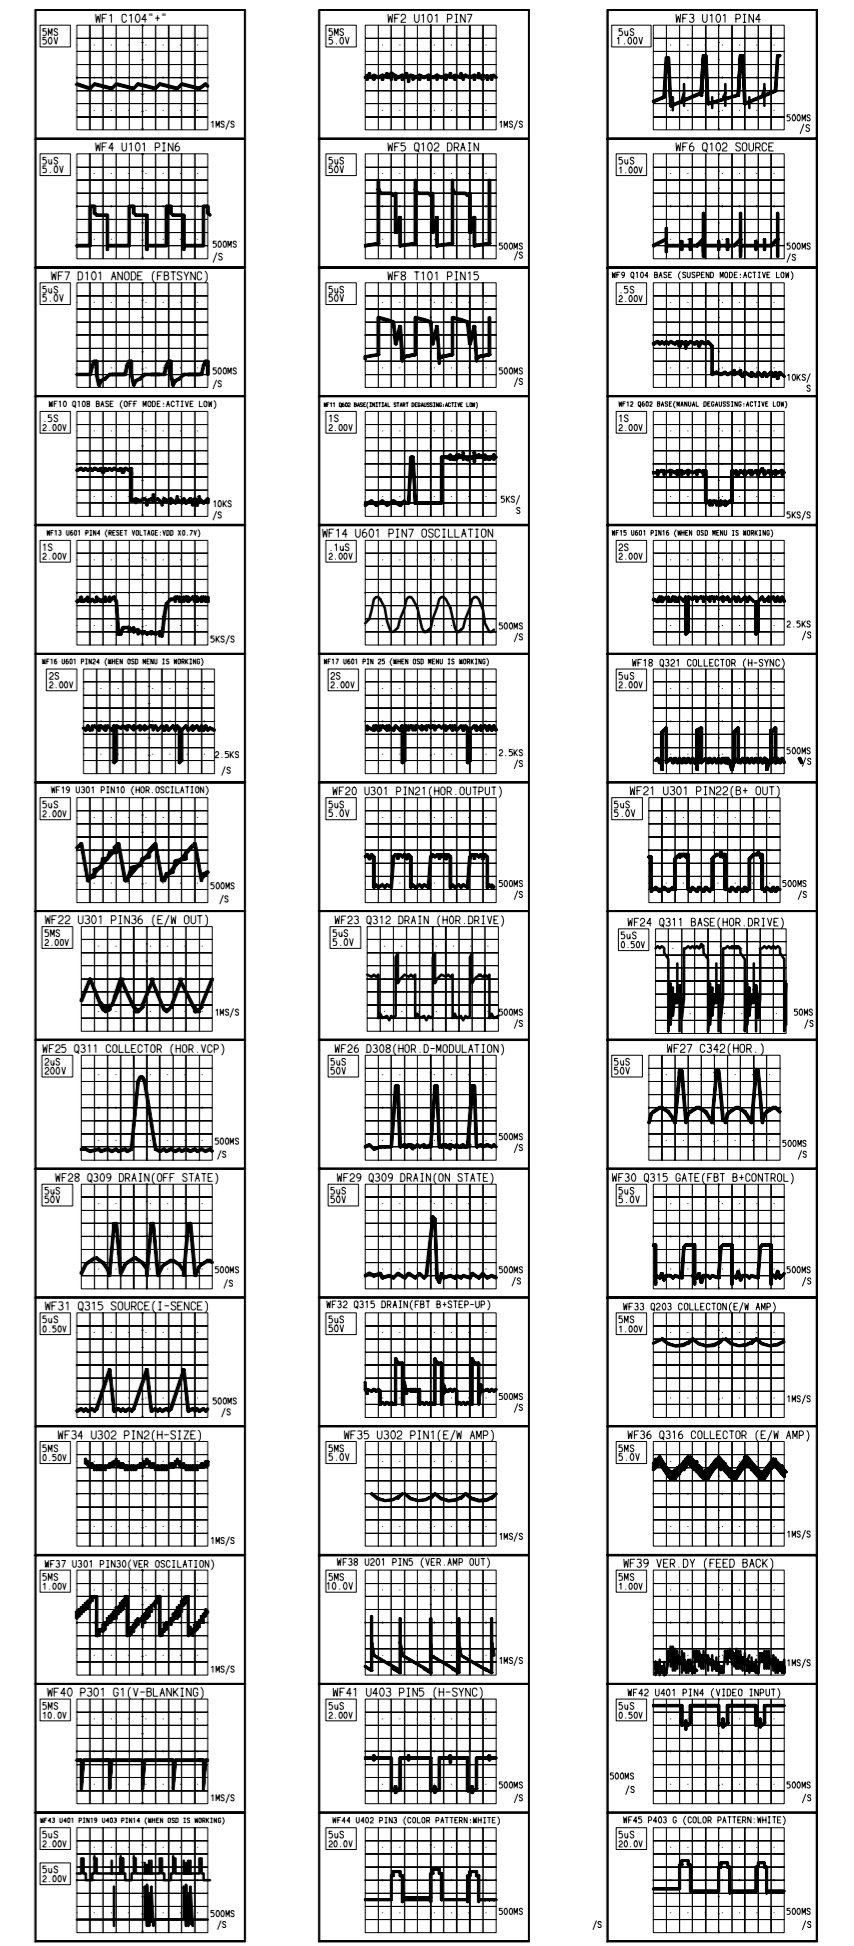 WF1 C104"+"
5MS
50V
1MS/S
WF2 U101 PIN7
5MS
5.0V
1MS/S
WF3 U101 PIN4
5uS
1.00V
500MS
/S
WF4 U101 PIN6
5uS
5.0V
500MS
/S
WF5 Q102 DRAIN
5uS
50V
500MS
/S
WF6 Q102 SOURCE
5uS
1.00V
500MS
/S
WF7 D101 ANODE (FBTSYNC)
5uS
5.0V
500MS
/S
WF8 T101 PIN15
5uS
50V
500MS
/S
WF9 Q104 BASE (SUSPEND MODE:ACTIVE LOW)
.5S
2.00V
10KS/
S
WF10 Q108 BASE (OFF MODE:ACTIVE LOW)
.5S
2.00V
10KS
/S
WF11 Q602 BASE(INITIAL START DEGAUSSING:ACTIVE LOW)
1S
2.00V
5KS/
S
WF12 Q602 BASE(MANUAL DEGAUSSING:ACTIVE LOW)
1S
2.00V
5KS/S
WF13 U601 PIN4 (RESET VOLTAGE:VDD X0.7V)
1S
2.00V
5KS/S
WF14 U601 PIN7 OSCILLATION
.1uS
2.00V
500MS
/S
WF15 U601 PIN16 (WHEN OSD MENU IS WORKING)
2S
2.00V
2.5KS
/S
WF16 U601 PIN24 (WHEN OSD MENU IS WORKING)
2S
2.00V
2.5KS
/S
WF17 U601 PIN 25 (WHEN OSD MENU IS WORKING)
2S
2.00V
2.5KS
/S
WF18 Q321 COLLECTOR (H-SYNC)
5uS
2.00V
500MS
/S
WF19 U301 PIN10 (HOR.OSCILATION)
5uS
2.00V
500MS
/S
WF20 U301 PIN21(HOR.OUTPUT)
5uS
5.0V
500MS
/S
WF21 U301 PIN22(B+ OUT)
5uS
5.0V
500MS
/S
WF22 U301 PIN36 (E/W OUT)
5MS
2.00V
1MS/S
WF23 Q312 DRAIN (HOR.DRIVE)
5uS
5.0V
500MS
/S
WF24 Q311 BASE(HOR.DRIVE)
5uS
0.50V
50MS
/S
WF25 Q311 COLLECTOR (HOR.VCP)
2uS
200V
500MS
/S
WF26 D308(HOR.D-MODULATION)
5uS
50V
500MS
/S
WF27 C342(HOR.)
5uS
50V
500MS
/S
WF28 Q309 DRAIN(OFF STATE)
5uS
50V
500MS
/S
WF29 Q309 DRAIN(ON STATE)
5uS
50V
500MS
/S
WF30 Q315 GATE(FBT B+CONTROL)
5uS
5.0V
500MS
/S
WF31 Q315 SOURCE(I-SENCE)
5uS
0.50V
500MS
/S
WF32 Q315 DRAIN(FBT B+STEP-UP)
5uS
50V
500MS
/S
WF33 Q203 COLLECTON(E/W AMP)
5MS
1.00V
1MS/S
WF34 U302 PIN2(H-SIZE)
5MS
0.50V
1MS/S
WF35 U302 PIN1(E/W AMP)
5MS
5.0V
1MS/S
WF36 Q316 COLLECTOR (E/W AMP)
5MS
5.0V
1MS/S
WF37 U301 PIN30(VER OSCILATION)
5MS
1.00V
1MS/S
WF38 U201 PIN5 (VER.AMP OUT)
5MS
10.0V
1MS/S
WF39 VER.DY (FEED BACK)
5MS
1.00V
1MS/S
WF40 P301 G1(V-BLANKING)
5MS
10.0V
1MS/S
WF41 U403 PIN5 (H-SYNC)
5uS
2.00V
500MS
/S
WF42 U401 PIN4 (VIDEO INPUT)
5uS
0.50V
500MS
/S
500MS
/S
WF43 U401 PIN19 U403 PIN14 (WHEN OSD IS WORKING)
5uS
2.00V
5uS
2.00V
500MS
/S
WF44 U402 PIN3 (COLOR PATTERN:WHITE)
5uS
20.0V
500MS
/S
WF45 P403 G (COLOR PATTERN:WHITE)
5uS
20.0V
500MS
/S